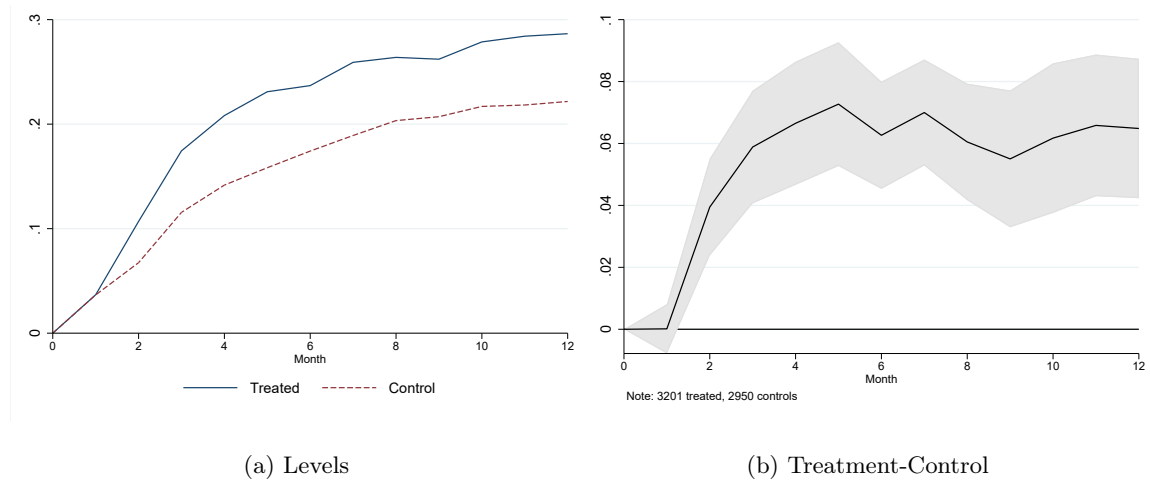 .3
.2
.1
0
0 2 4 6 8 10 12
Month
Treated Control
.1
.08
.06
.04
.02
0
0 2 4 6 8 10 12
Month
Note: 3201 treated, 2950 controls
(a) Levels
(b) Treatment-Control